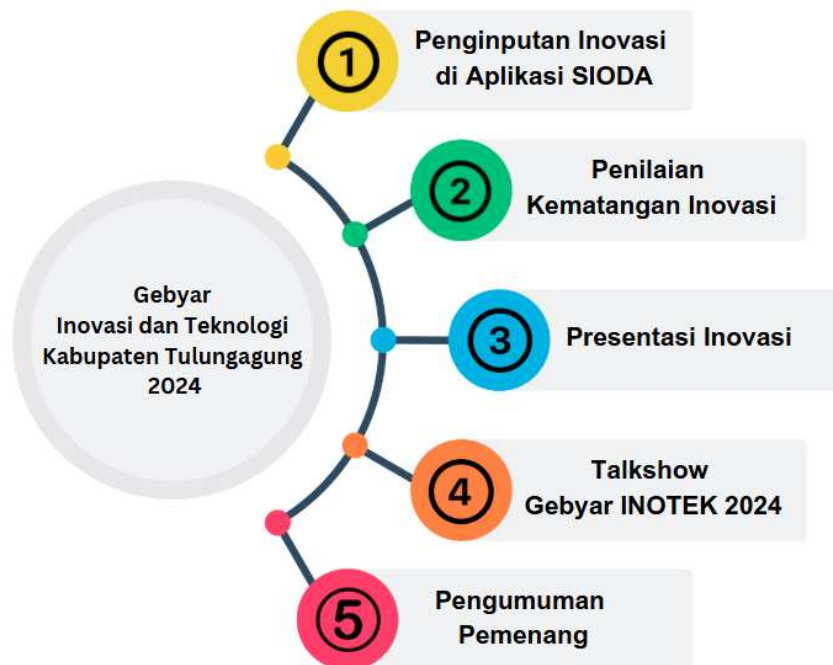 1
Penginputan Inovasi
di Aplikasi SIODA
2
Penilaian
Kematangan Inovasi
Gebyar
Inovasi dan Teknologi
Kabupaten Tulungagung
2024
3
Presentasi Inovasi
4
Talkshow
Gebyar INOTEK 2024
5
Pengumuman
Pemenang